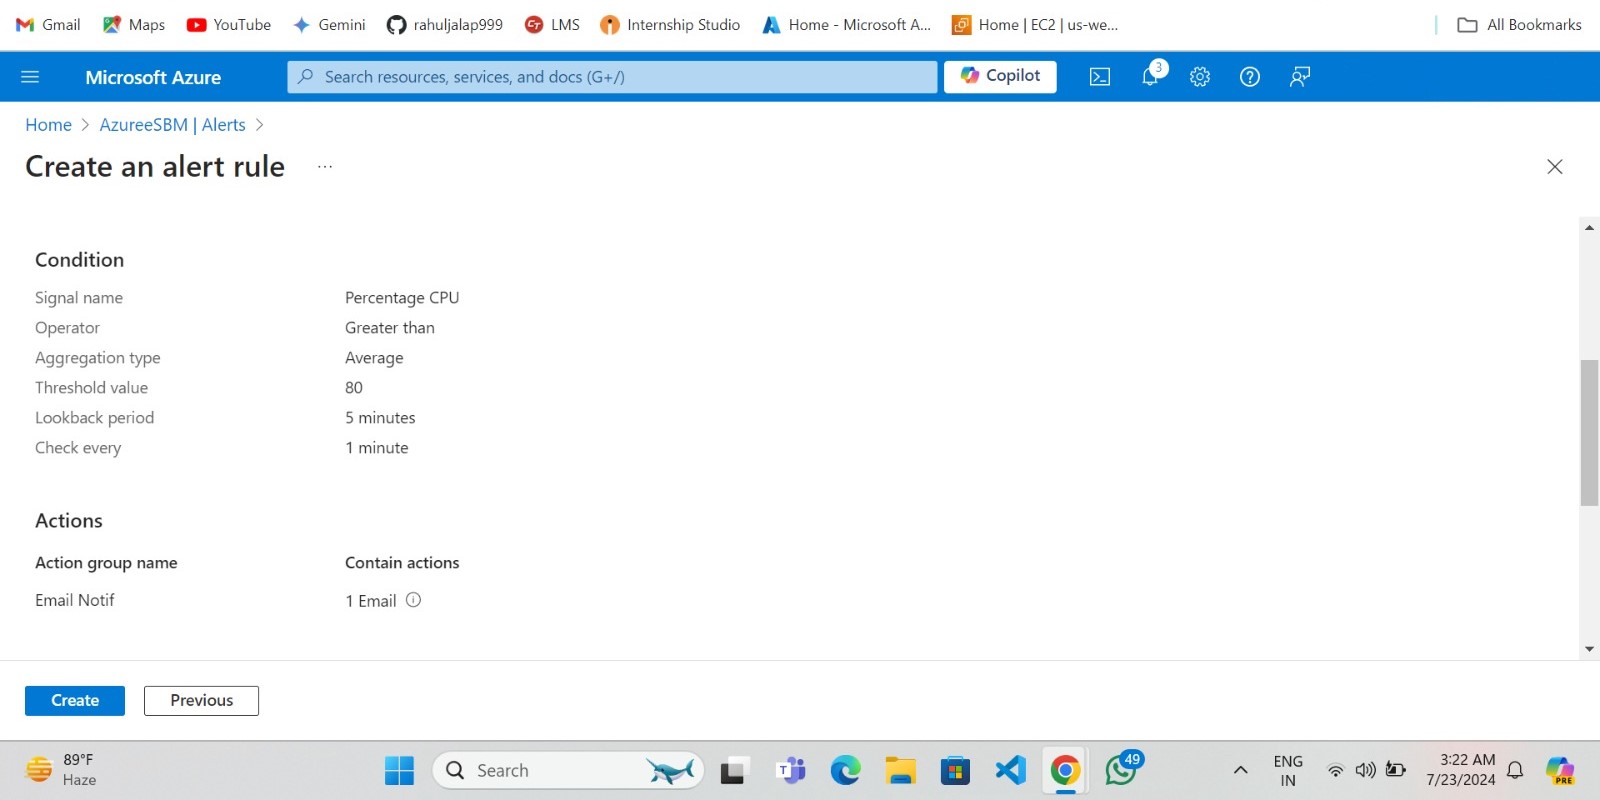 Gmail Maps YouTube Gemini rahuljalap999 LMS Internship Studio Home - Microsoft A... Home | EC2 | us-we... All Bookmarks
Microsoft Azure Search resources, services, and docs (G+/) Copilot 3
Home > AzureeSBM | Alerts >
Create an alert rule ...
Condition
Signal name Percentage CPU
Operator Greater than
Aggregation type Average
Threshold value 80
Lookback period 5 minutes
Check every 1 minute
Actions
Action group name Contain actions
Email Notif 1 Email
Create Previous
89°F Search 49 ENG 3:22 AM
Haze IN 7/23/2024 PRE